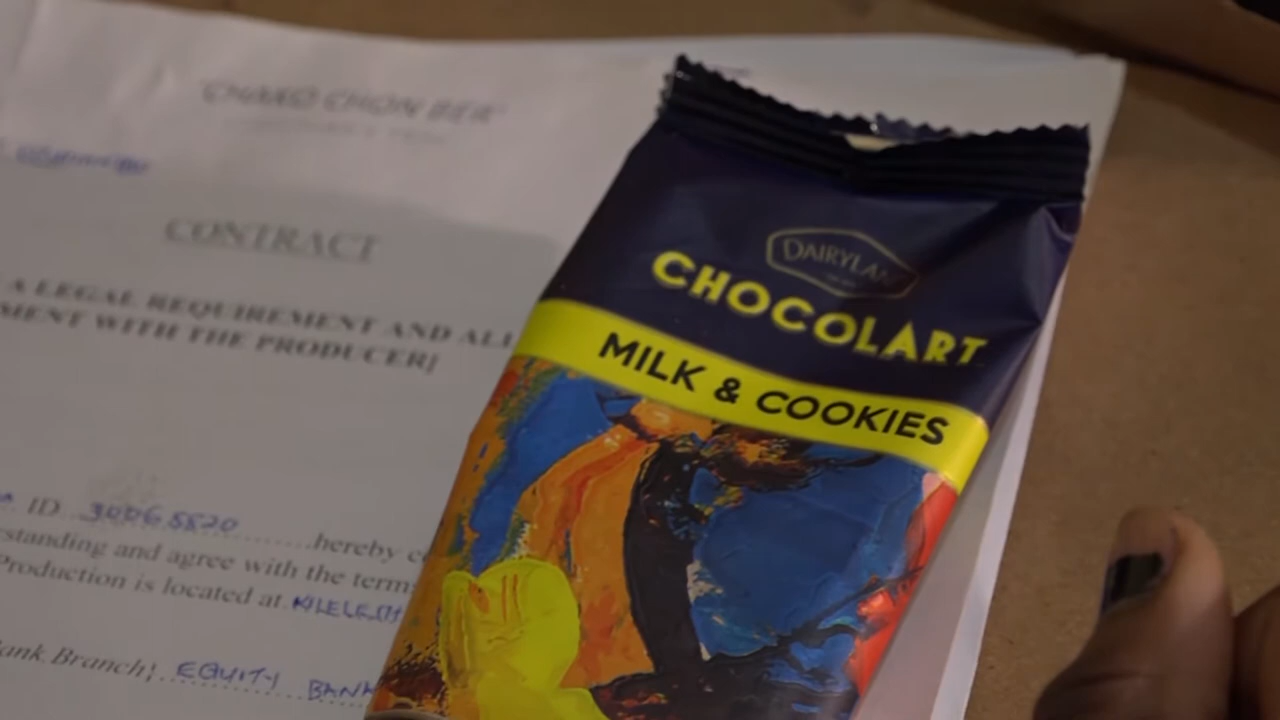 CONTRACT
A LEGAL REQUIREMENT AND ALL
MENT WITH THE PRODUCER]
ID 30065820 hereby
rstanding and agree with the term
Production is located at
Bank Branch] EQUITY BANK
DAIRYLAND
CHOCOLART
MILK & COOKIES